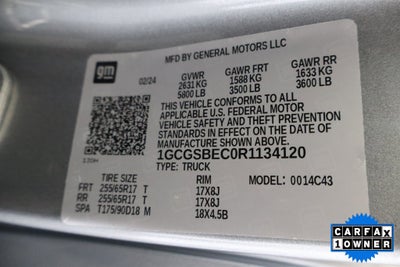 MFD BY GENERAL MOTORS LLC
gm
02/24
GVWR GAWR FRT GAWR RR
2631 KG 1588 KG 1633 KG
5800 LB 3500 LB 3600 LB
THIS VEHICLE CONFORMS TO ALL
APPLICABLE U.S. FEDERAL MOTOR
VEHICLE SAFETY AND THEFT PREVENTION
STANDARDS IN EFFECT ON THE DATE OF
MANUFACTURE SHOWN ABOVE.
1GCGSBEC0R1134120
TYPE: TRUCK MODEL: 0014C43
TIRE SIZE RIM
FRT 255/65R17 T 17X8J
RR 255/65R17 T 17X8J
SPA T175/90D18 M 18X4.5B
CARFAX
1 OWNER